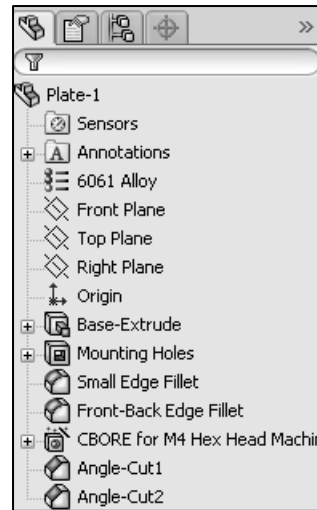 Plate-1
Sensors
A Annotations
6061 Alloy
Front Plane
Top Plane
Right Plane
Origin
Base-Extrude
Mounting Holes
Small Edge Fillet
Front-Back Edge Fillet
CBORE for M4 Hex Head Machi
Angle-Cut1
Angle-Cut2